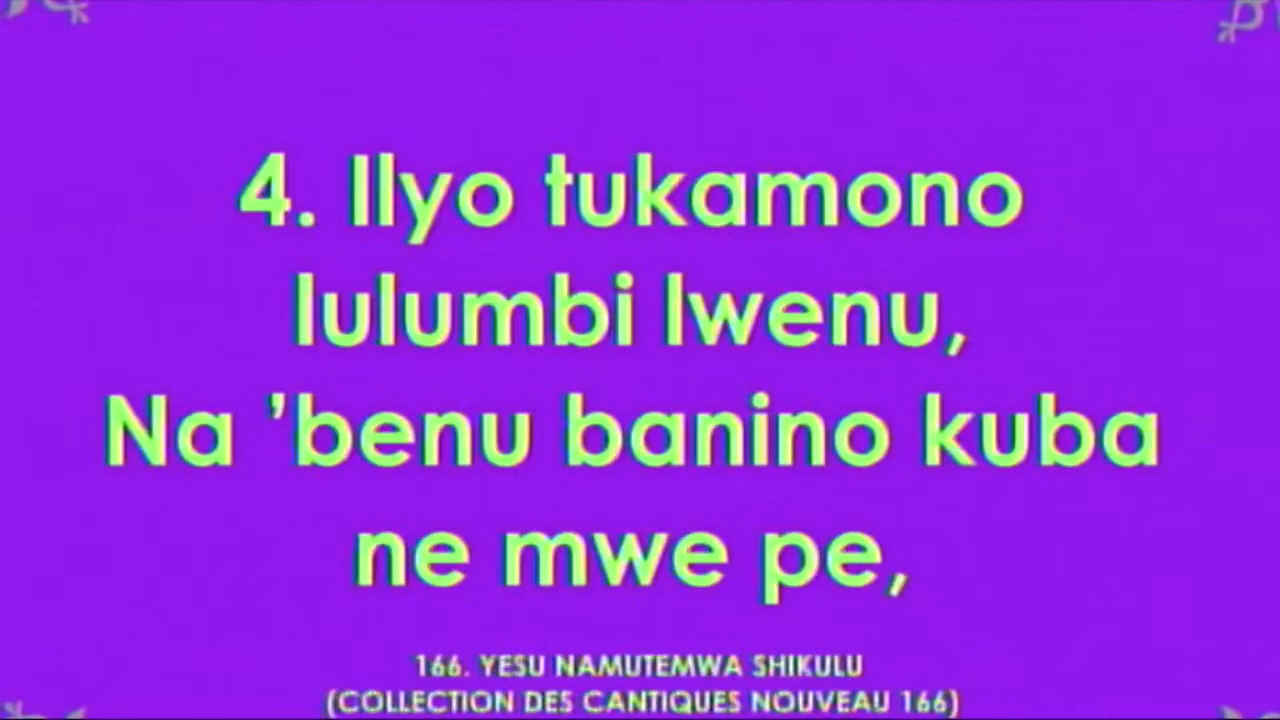 4. Ilyo tukamono
lulumbi lwenu,
Na ’benu banino kuba
ne mwe pe,
166. YESU NAMUTEMWA SHIKULU
(COLLECTION DES CANTIQUES NOUVEAU 166)